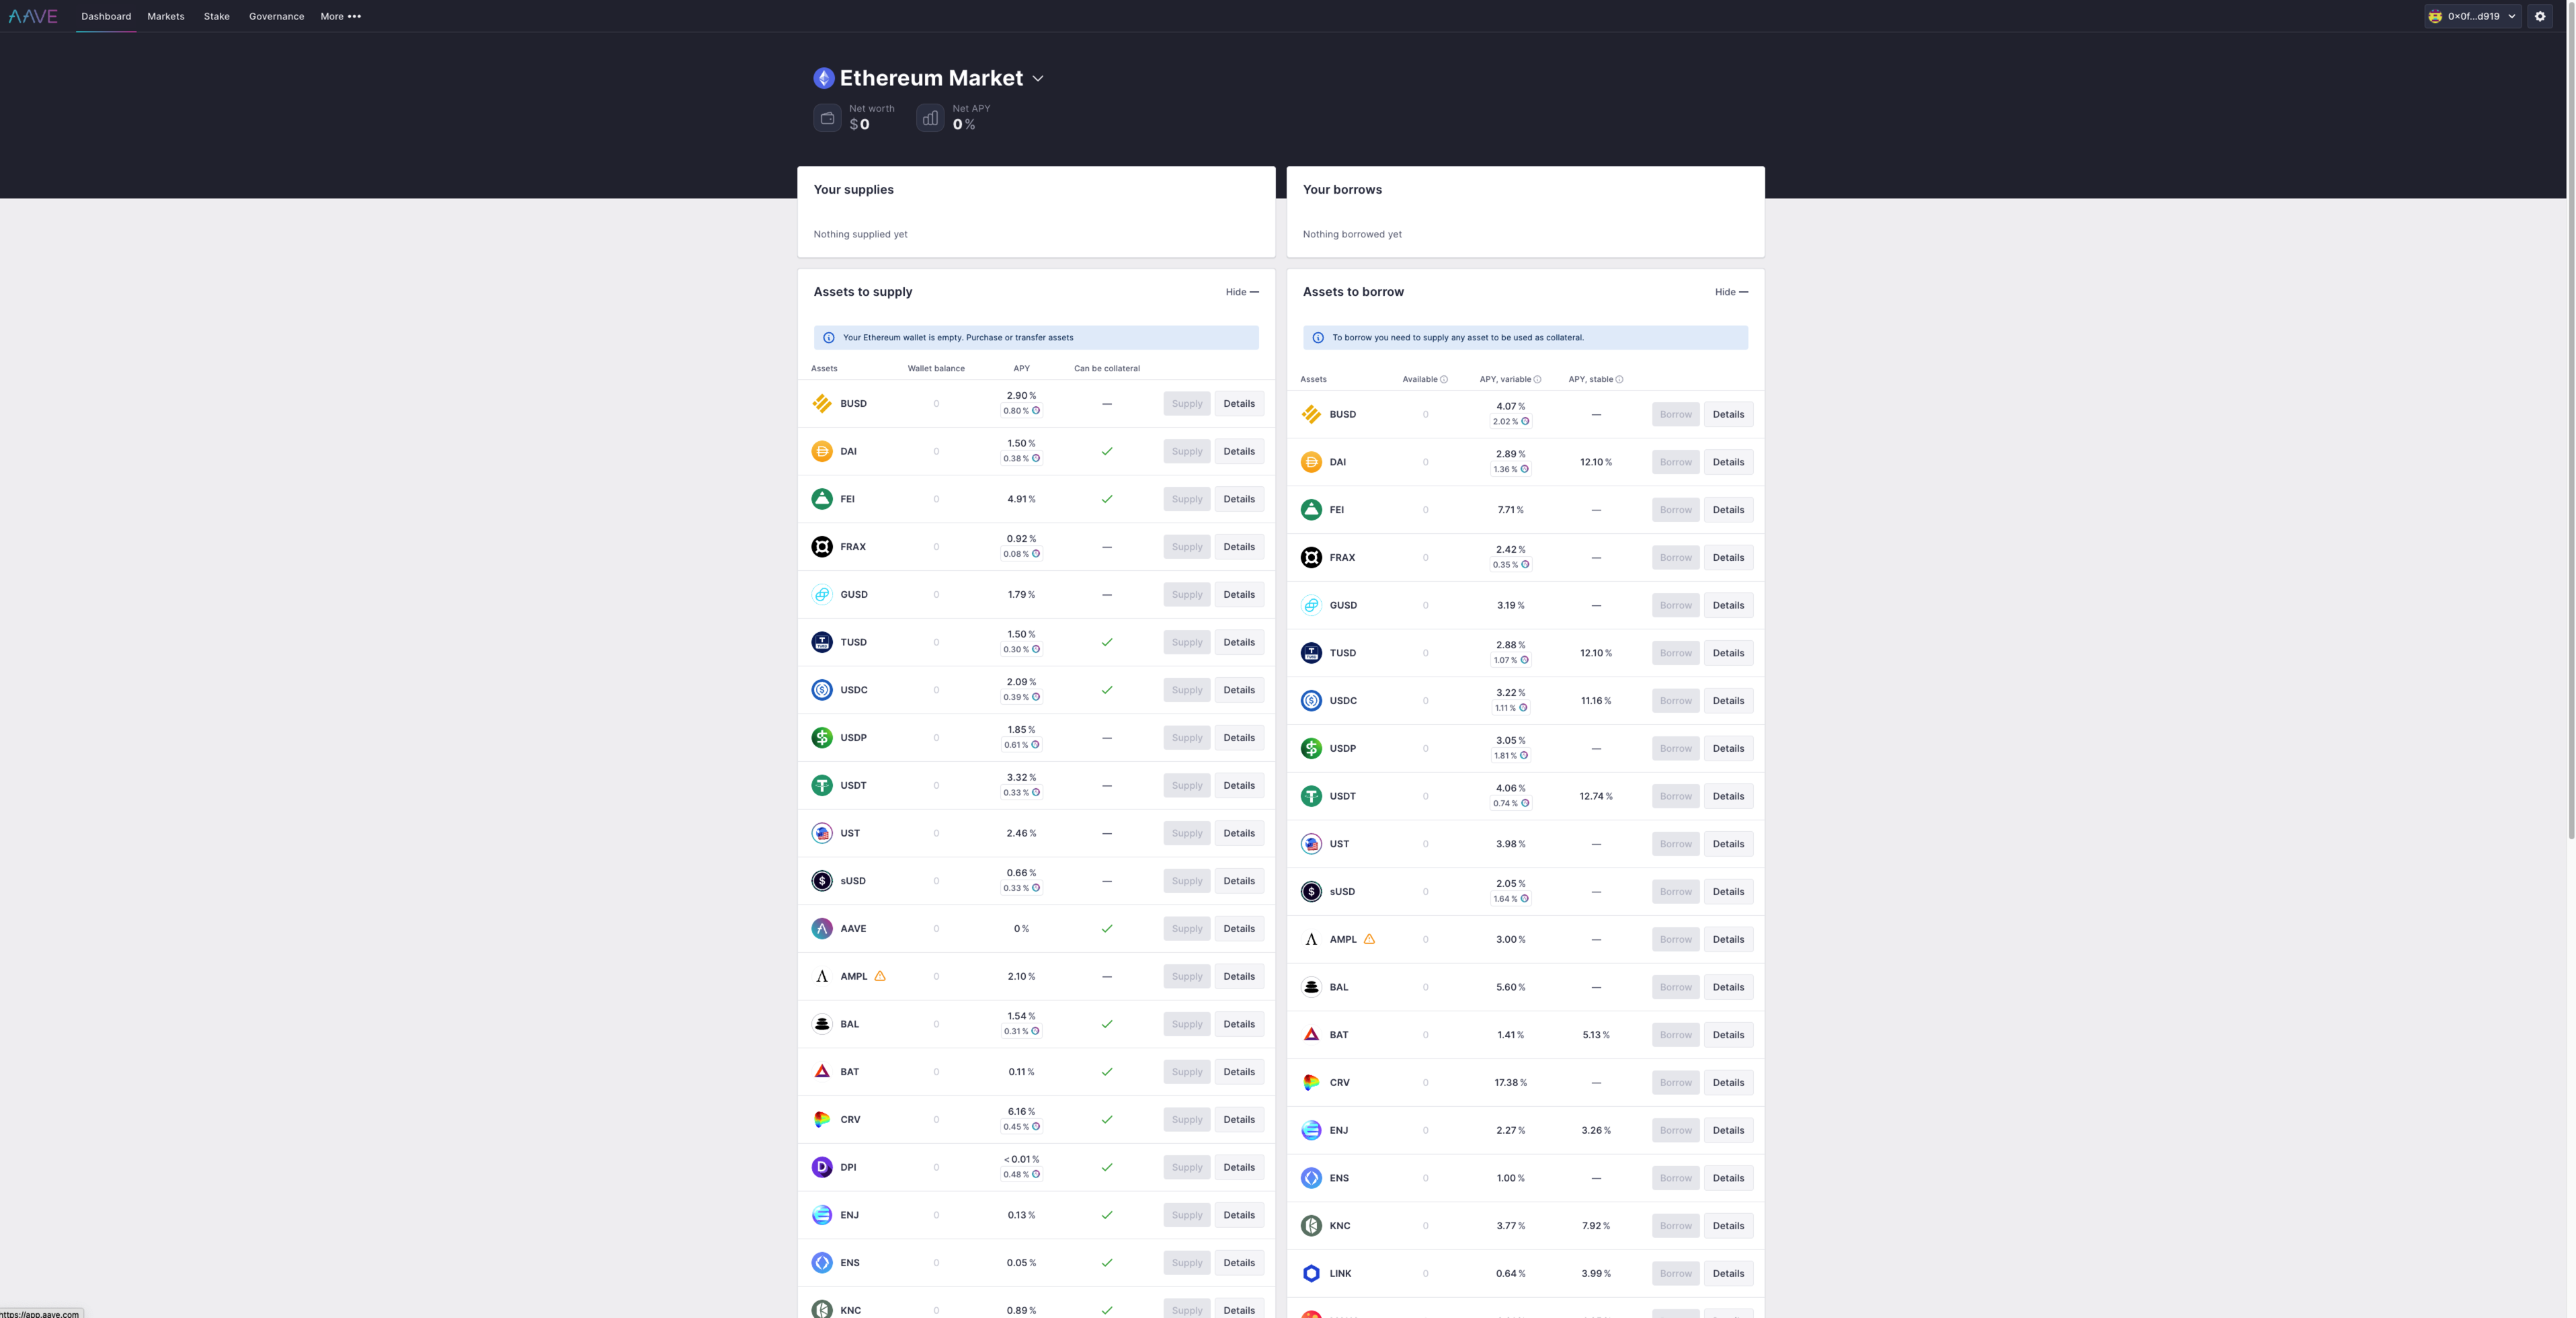 AAVE Dashboard Markets Stake Governance More ••• 0x0f...d919
Ethereum Market
Net worth Net APY
$0 0%
Your supplies
Nothing supplied yet
Assets to supply Hide —
Your Ethereum wallet is empty. Purchase or transfer assets
Assets Wallet balance APY Can be collateral
BUSD 0 2.90% — Supply Details
0.80%
DAI 0 1.50% Supply Details
0.38%
FEI 0 4.91% Supply Details
FRAX 0 0.92% — Supply Details
0.08%
GUSD 0 1.79% — Supply Details
TUSD 0 1.50% Supply Details
0.30%
USDC 0 2.09% Supply Details
0.39%
USDP 0 1.85% — Supply Details
0.61%
USDT 0 3.32% — Supply Details
0.33%
UST 0 2.46% — Supply Details
sUSD 0 0.66% — Supply Details
0.33%
AAVE 0 0% Supply Details
AMPL 0 2.10% — Supply Details
BAL 0 1.54% Supply Details
0.31%
BAT 0 0.11% Supply Details
CRV 0 6.16% Supply Details
0.45%
DPI 0 <0.01% Supply Details
0.48%
ENJ 0 0.13% Supply Details
ENS 0 0.05% Supply Details
KNC 0 0.89% Supply Details
Your borrows
Nothing borrowed yet
Assets to borrow Hide —
To borrow you need to supply any asset to be used as collateral.
Assets Available APY, variable APY, stable
BUSD 0 4.07% — Borrow Details
2.02%
DAI 0 2.89% 12.10% Borrow Details
1.36%
FEI 0 7.71% — Borrow Details
FRAX 0 2.42% — Borrow Details
0.35%
GUSD 0 3.19% — Borrow Details
TUSD 0 2.88% 12.10% Borrow Details
1.07%
USDC 0 3.22% 11.16% Borrow Details
1.11%
USDP 0 3.05% — Borrow Details
1.81%
USDT 0 4.06% 12.74% Borrow Details
0.74%
UST 0 3.98% — Borrow Details
sUSD 0 2.05% — Borrow Details
1.64%
AMPL 0 3.00% — Borrow Details
BAL 0 5.60% — Borrow Details
BAT 0 1.41% 5.13% Borrow Details
CRV 0 17.38% — Borrow Details
ENJ 0 2.27% 3.26% Borrow Details
ENS 0 1.00% — Borrow Details
KNC 0 3.77% 7.92% Borrow Details
LINK 0 0.64% 3.99% Borrow Details
https://app.aave.com